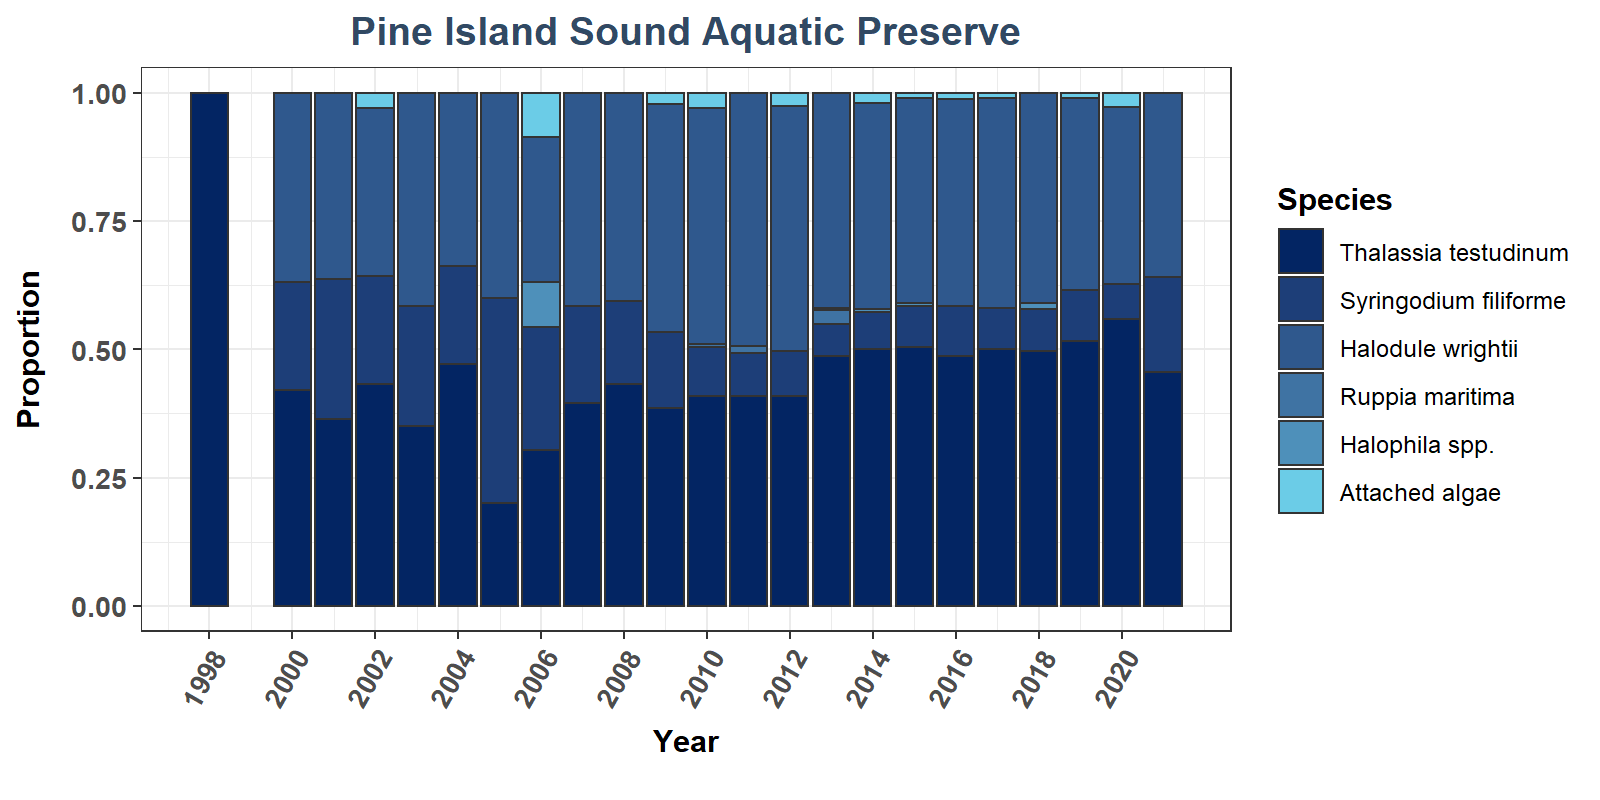 Pine Island Sound Aquatic Preserve
Proportion
1.00
0.75
0.50
0.25
0.00
1998
2000
2002
2004
2006
2008
2010
2012
2014
2016
2018
2020
Year
Species
Thalassia testudinum
Syringodium filiforme
Halodule wrightii
Ruppia maritima
Halophila spp.
Attached algae